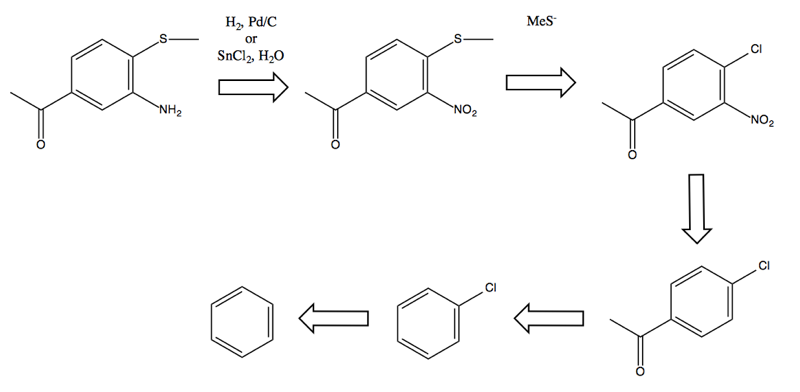 H₂, Pd/C
or
SnCl₂, H₂O
MeS⁻
S
NH₂
O
S
NO₂
O
Cl
NO₂
O
Cl
Cl
O